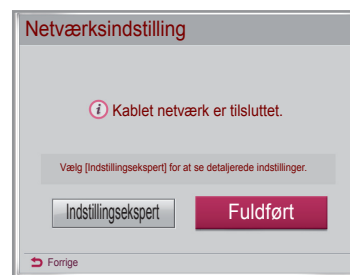 Netværksindstilling
Kablet netværk er tilsluttet.
Vælg [Indstillingsekspert] for at se detaljerede indstillinger.
Indstillingsekspert
Fuldført
Forrige